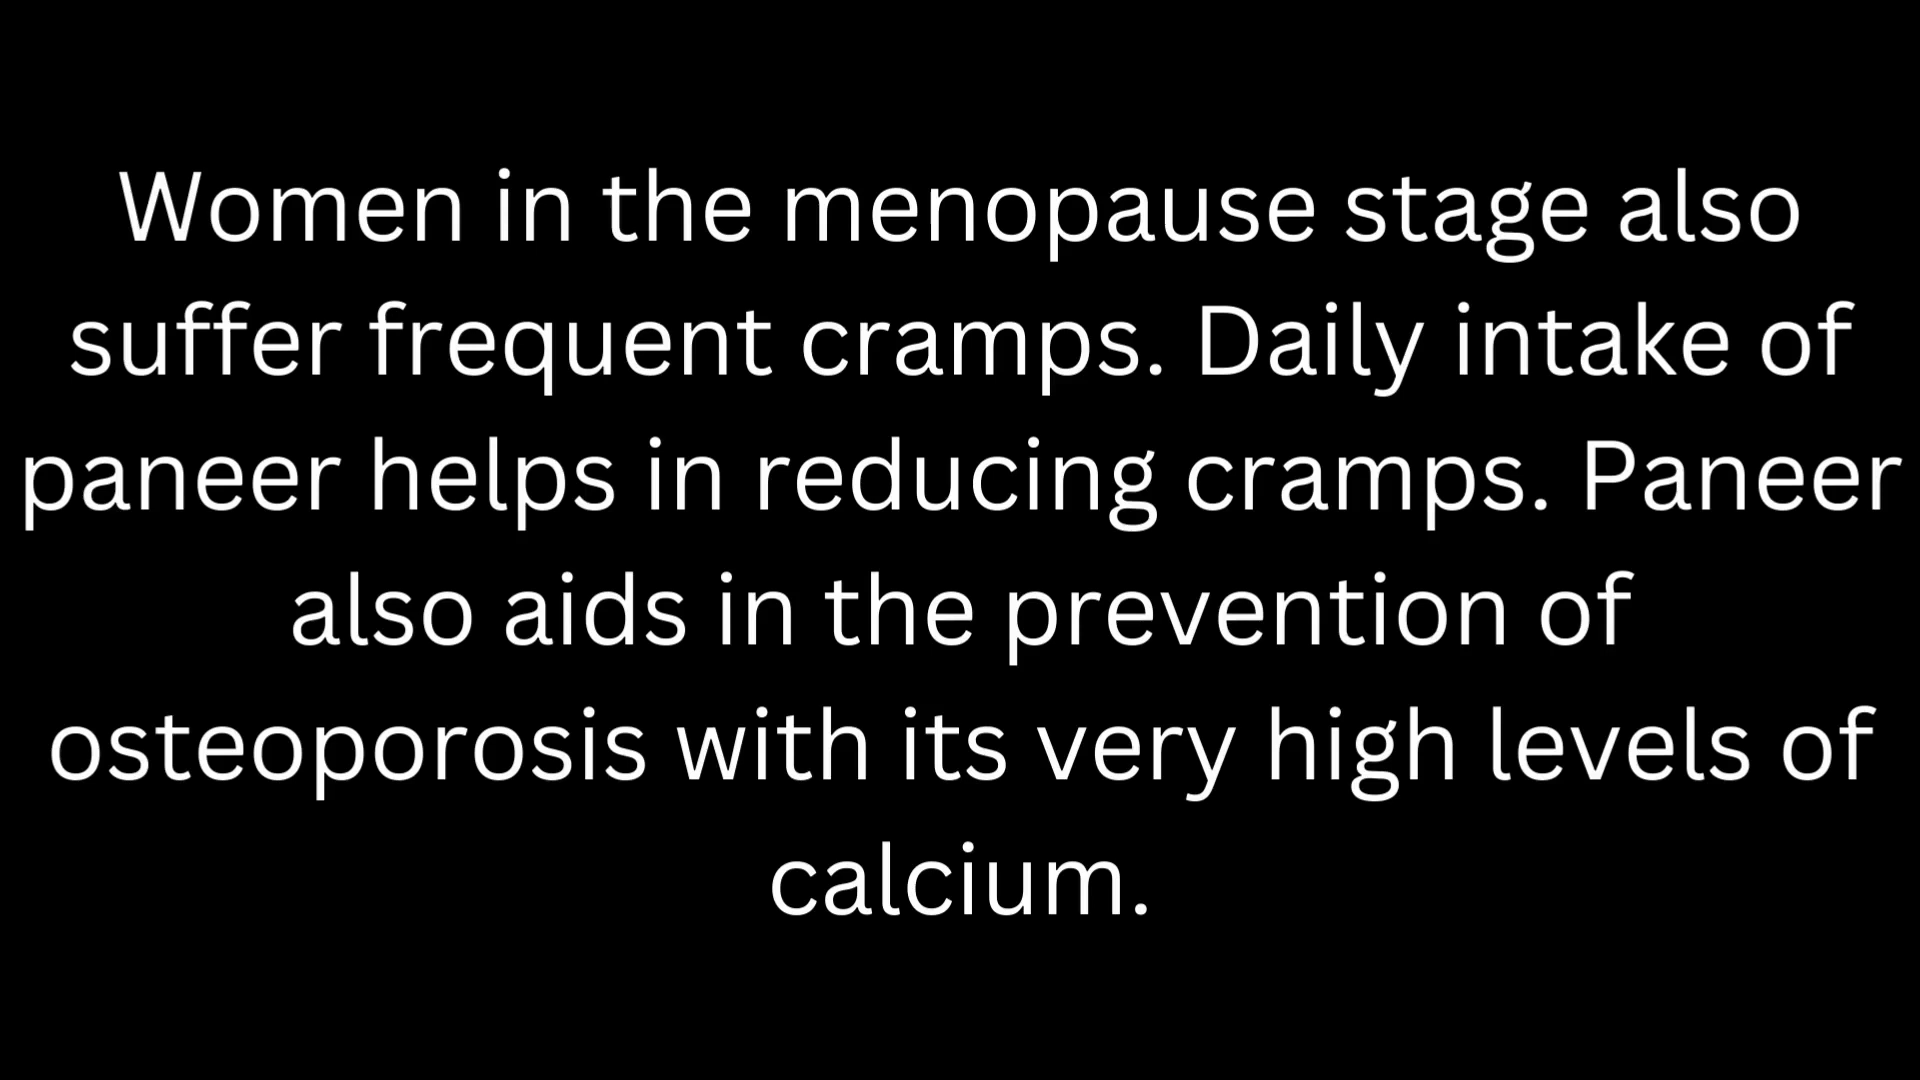 Women in the menopause stage also
suffer frequent cramps. Daily intake of
paneer helps in reducing cramps. Paneer
also aids in the prevention of
osteoporosis with its very high levels of
calcium.